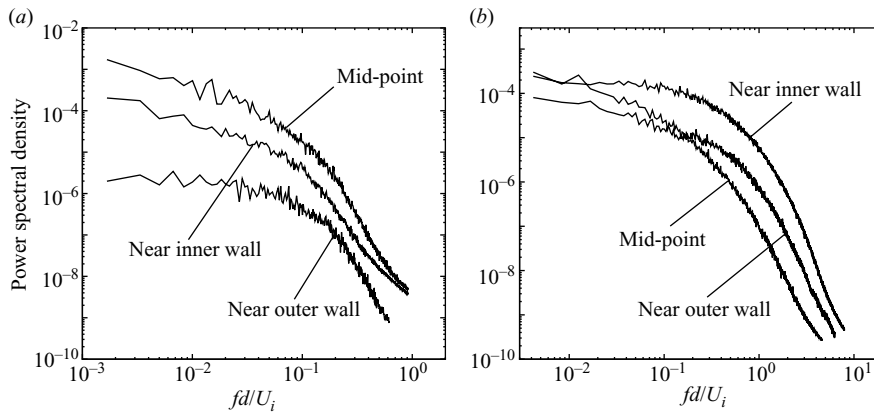 (a)
10⁰
10⁻²
10⁻⁴
10⁻⁶
10⁻⁸
10⁻¹⁰
Power spectral density
Mid-point
Near inner wall
Near outer wall
10⁻³
10⁻²
10⁻¹
10⁰
fd/Uᵢ
(b)
10⁻⁴
10⁻⁶
10⁻⁸
10⁻¹⁰
Near inner wall
Mid-point
Near outer wall
10⁻²
10⁻¹
10⁰
10¹
fd/Uᵢ